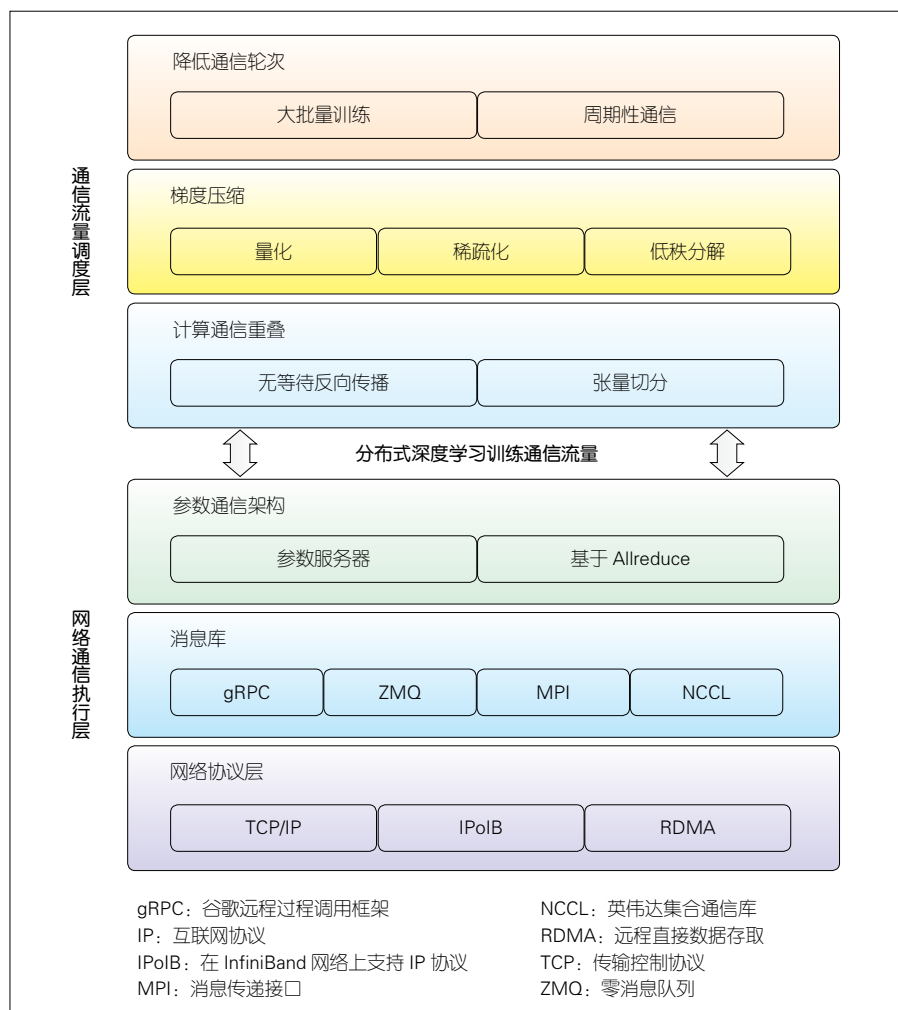 降低通信轮次
大批量训练
周期性通信
通信流量调度层
梯度压缩
量化
稀疏化
低秩分解
计算通信重叠
无等待反向传播
张量切分
分布式深度学习训练通信流量
参数通信架构
参数服务器
基于 Allreduce
网络通信执行层
消息库
gRPC
ZMQ
MPI
NCCL
网络协议层
TCP/IP
IPoIB
RDMA
gRPC：谷歌远程过程调用框架
IP：互联网协议
IPoIB：在 InfiniBand 网络上支持 IP 协议
MPI：消息传递接口
NCCL：英伟达集合通信库
RDMA：远程直接数据存取
TCP：传输控制协议
ZMQ：零消息队列